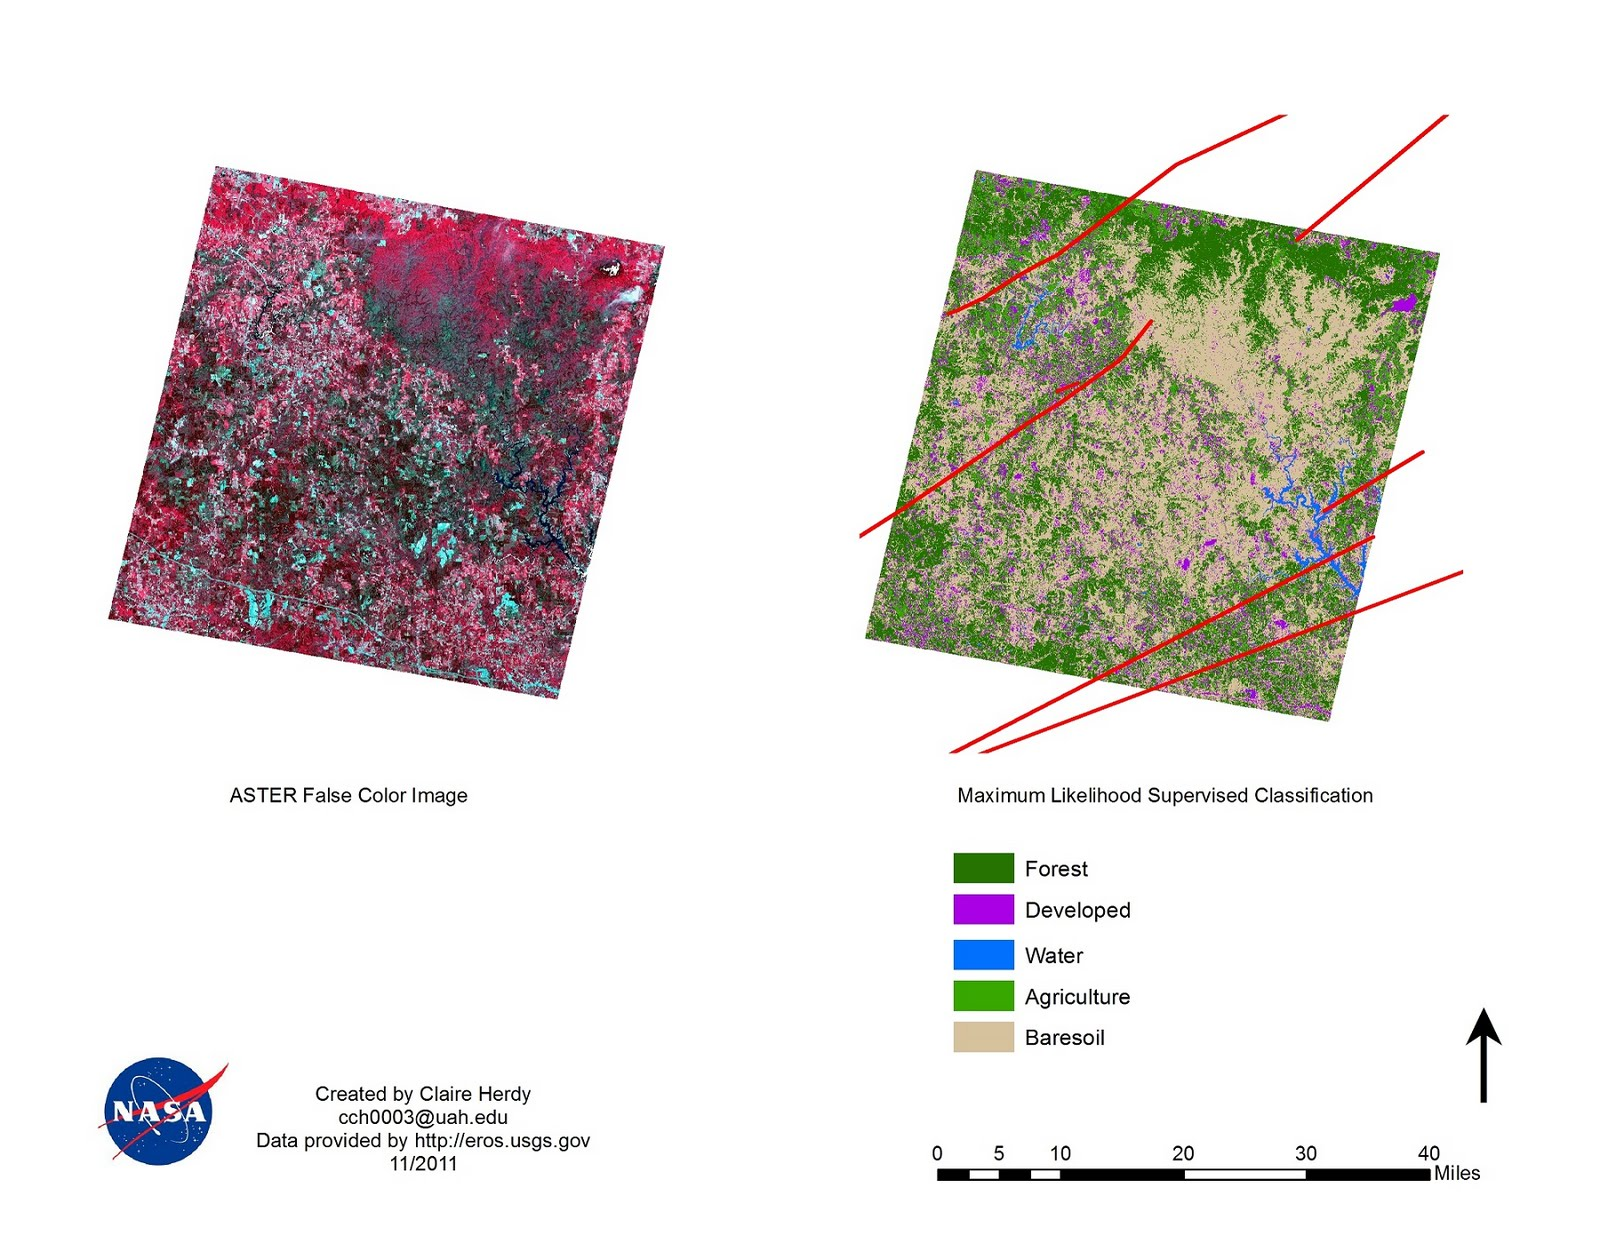 ASTER False Color Image
Maximum Likelihood Supervised Classification
Forest
Developed
Water
Agriculture
Baresoil
NASA
Created by Claire Herdy
cch0003@uah.edu
Data provided by http://eros.usgs.gov
11/2011
0 5 10 20 30 40
Miles